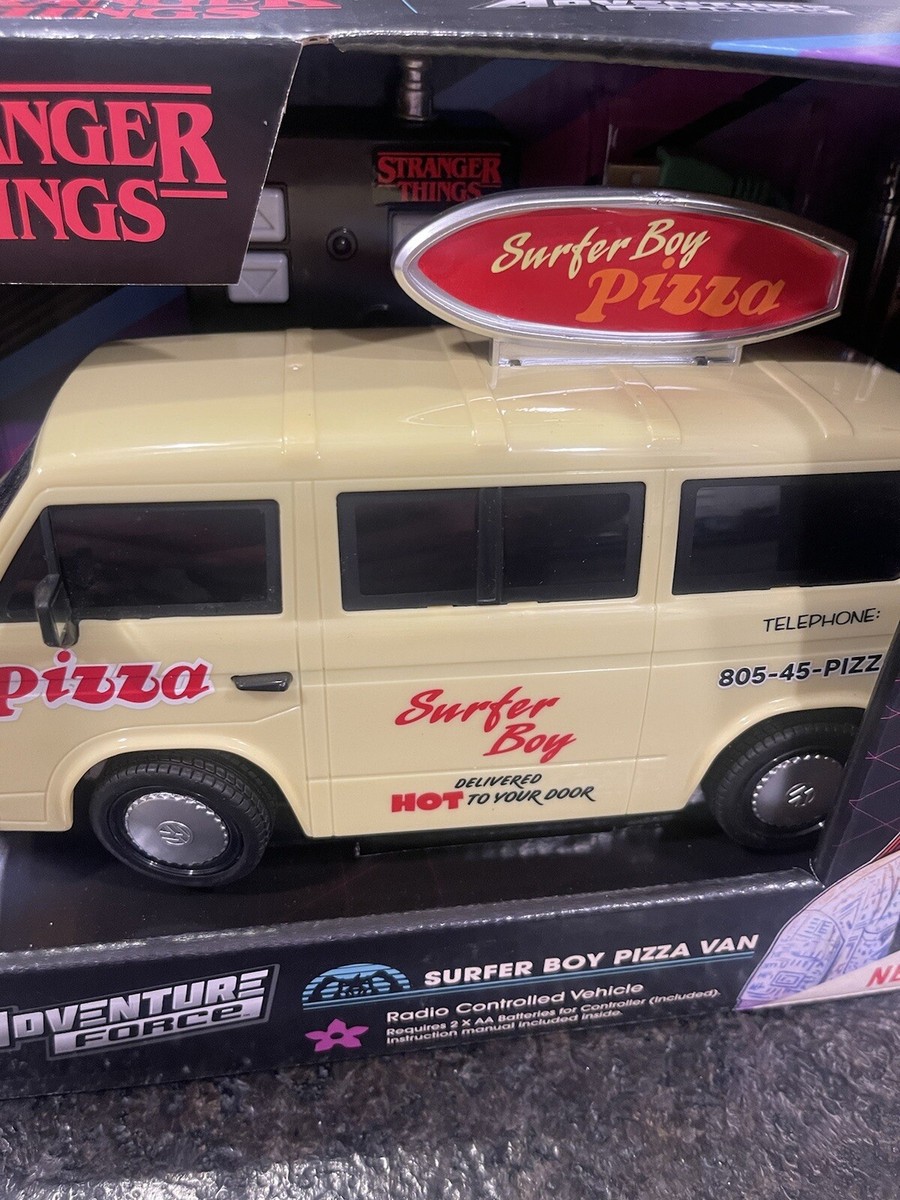 ANGER
INGS
STRANGER
THINGS
Surfer Boy
Pizza
TELEPHONE:
805-45-PIZZ
Pizza
Surfer
Boy
DELIVERED
HOT TO YOUR DOOR
ADVENTURE
FORCE
SURFER BOY PIZZA VAN
Radio Controlled Vehicle
Requires 2 X AA Batteries for Controller (Included).
Instruction manual included inside.